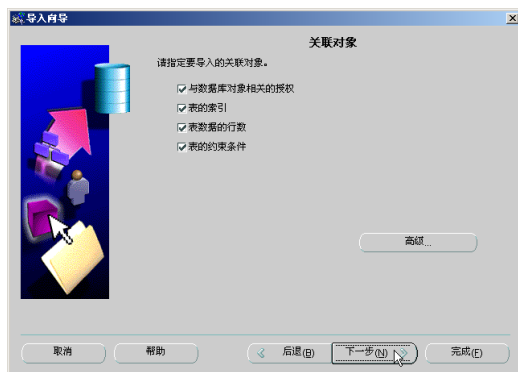 导入向导
关联对象
请指定要导入的关联对象。
与数据库对象相关的授权
表的索引
表数据的行数
表的约束条件
高级...
取消 帮助 后退(B) 下一步(N) 完成(F)